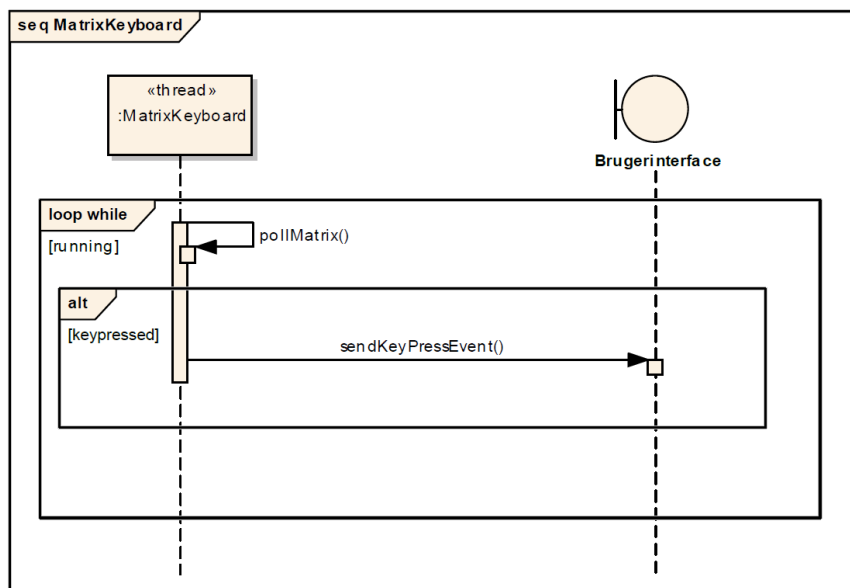 seq MatrixKeyboard
«thread»
:MatrixKeyboard
Brugerinterface
loop while
[running]
pollMatrix()
alt
[keypressed]
sendKeyPressEvent()